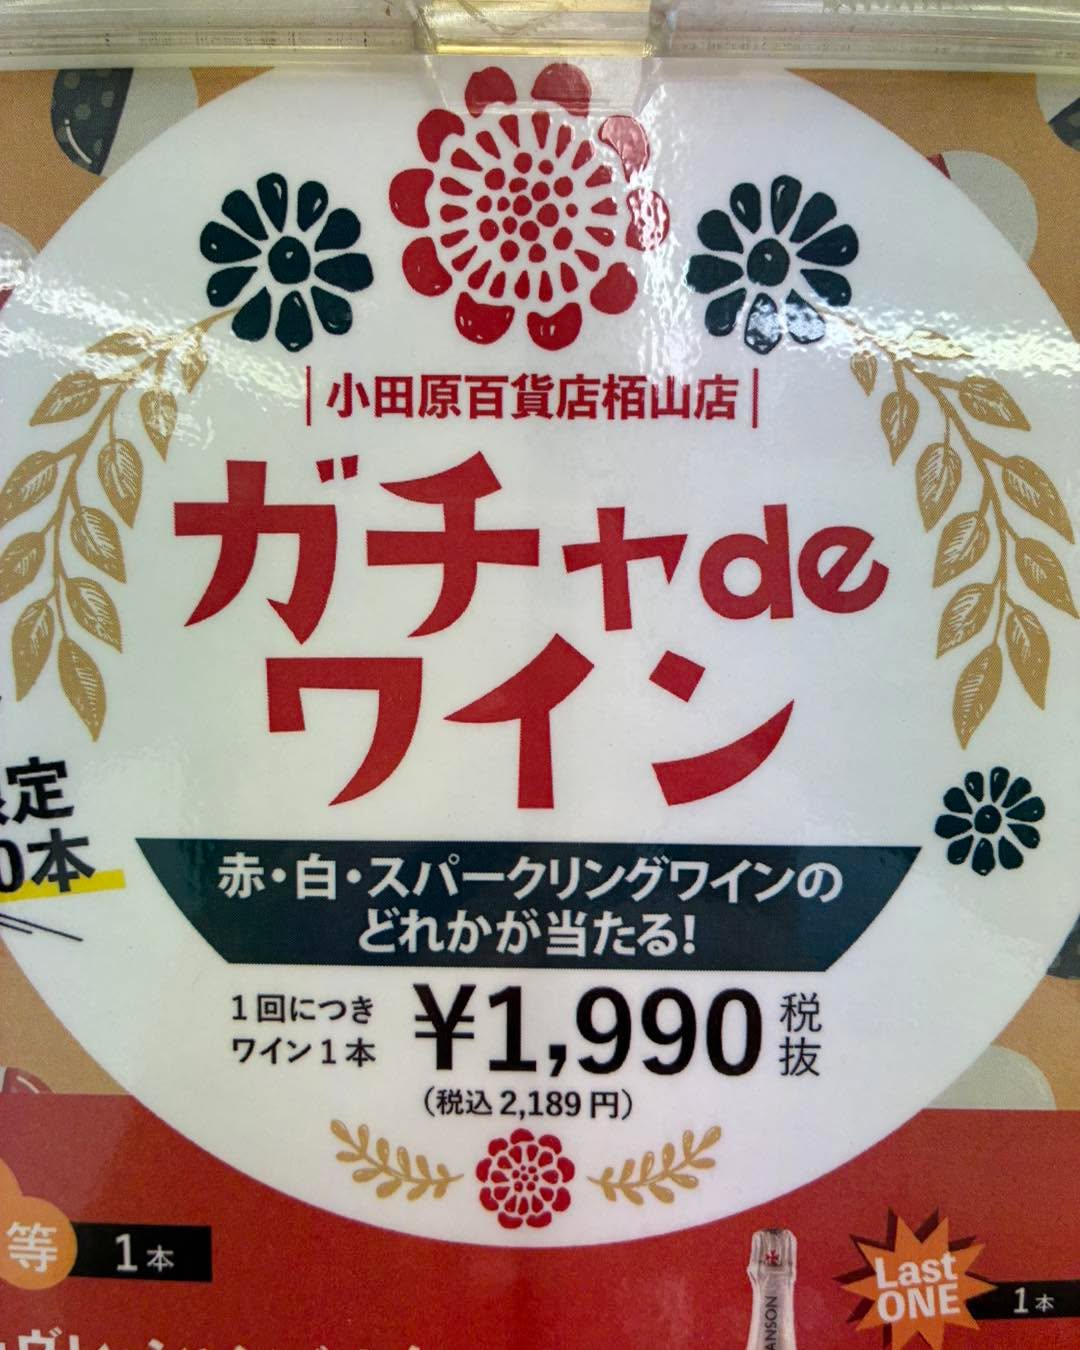 小田原百貨店栢山店
ガチャde
ワイン
定
0本
赤・白・スパークリングワインの
どれかが当たる!
1回につき
ワイン1本
¥1,990
税抜
(税込2,189円)
等
1本
Last
ONE
1本
ANSON